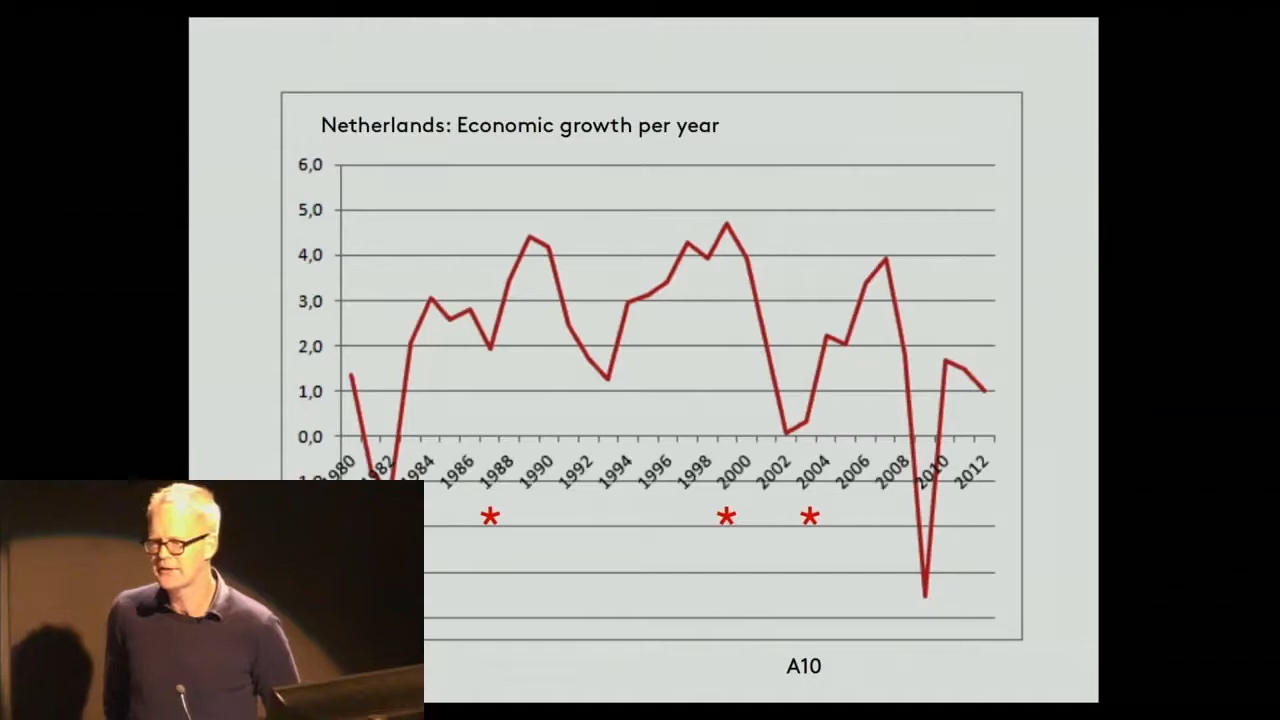 Netherlands: Economic growth per year
6,0
5,0
4,0
3,0
2,0
1,0
0,0
1980 1982 1984 1986 1988 1990 1992 1994 1996 1998 2000 2002 2004 2006 2008 2010 2012
* * *
A10